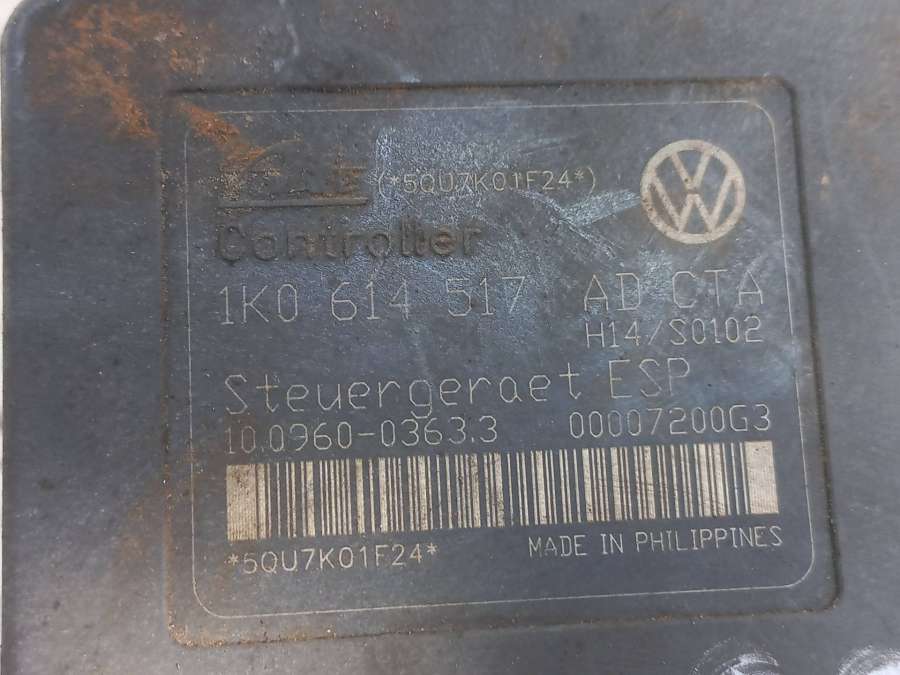 (*5QU7K01F24*)
Controller
1K0 614 517 AD CTA
H14/S0102
Steuergeraet ESP
10.0960-0363.3 00007200G3
*5QU7K01F24*
MADE IN PHILIPPINES